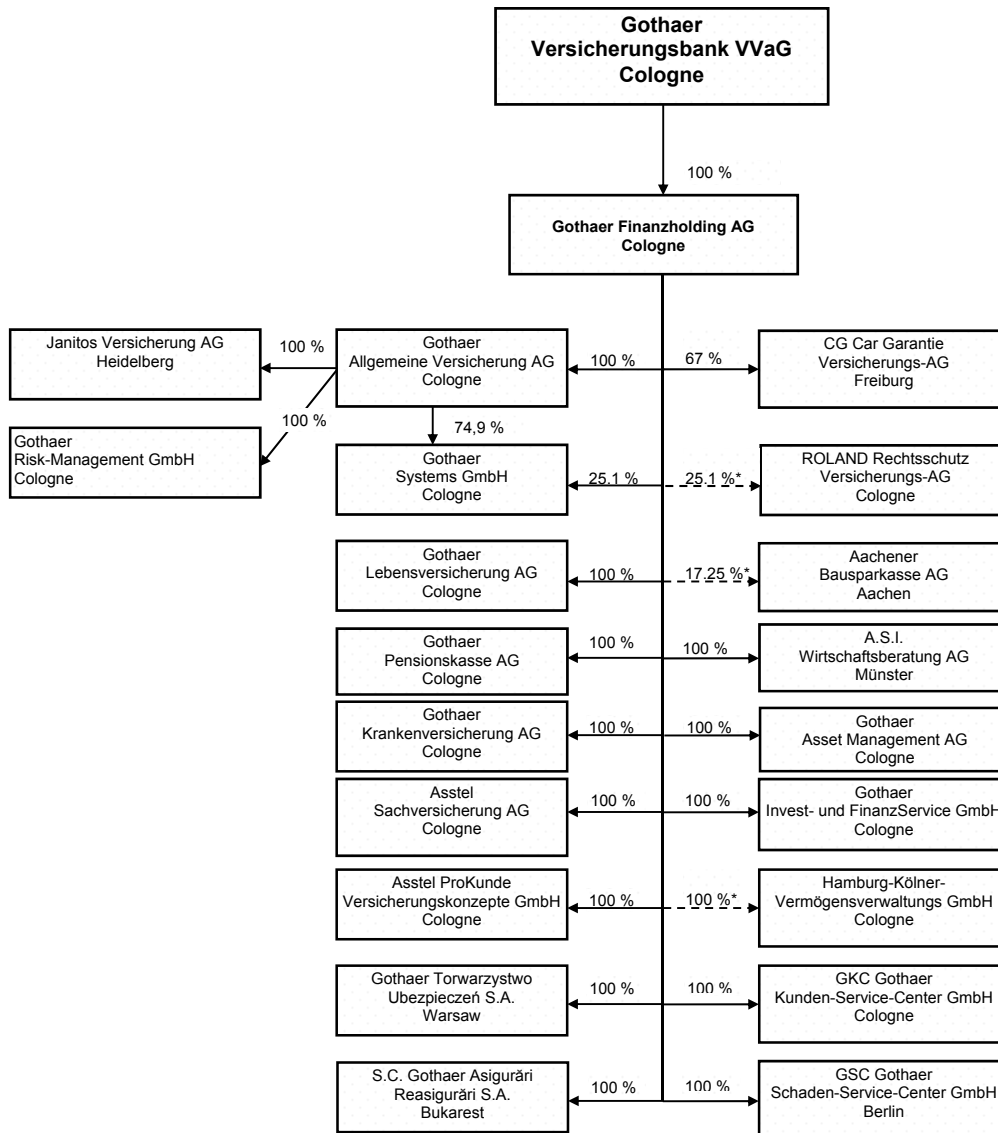 Gothaer
Versicherungsbank VVaG
Cologne
100 %
Gothaer Finanzholding AG
Cologne
Janitos Versicherung AG
Heidelberg
100 %
Gothaer
Allgemeine Versicherung AG
Cologne
100 %
67 %
CG Car Garantie
Versicherungs-AG
Freiburg
Gothaer
Risk-Management GmbH
Cologne
100 %
74,9 %
Gothaer
Systems GmbH
Cologne
25.1 %
25.1 %*
ROLAND Rechtsschutz
Versicherungs-AG
Cologne
Gothaer
Lebensversicherung AG
Cologne
100 %
17.25 %*
Aachener
Bausparkasse AG
Aachen
Gothaer
Pensionskasse AG
Cologne
100 %
100 %
A.S.I.
Wirtschaftsberatung AG
Münster
Gothaer
Krankenversicherung AG
Cologne
100 %
100 %
Gothaer
Asset Management AG
Cologne
Asstel
Sachversicherung AG
Cologne
100 %
100 %
Gothaer
Invest- und FinanzService GmbH
Cologne
Asstel ProKunde
Versicherungskonzepte GmbH
Cologne
100 %
100 %*
Hamburg-Kölner-
Vermögensverwaltungs GmbH
Cologne
Gothaer Torwarzystwo
Ubezpieczeń S.A.
Warsaw
100 %
100 %
GKC Gothaer
Kunden-Service-Center GmbH
Cologne
S.C. Gothaer Asigurări
Reasigurări S.A.
Bukarest
100 %
100 %
GSC Gothaer
Schaden-Service-Center GmbH
Berlin